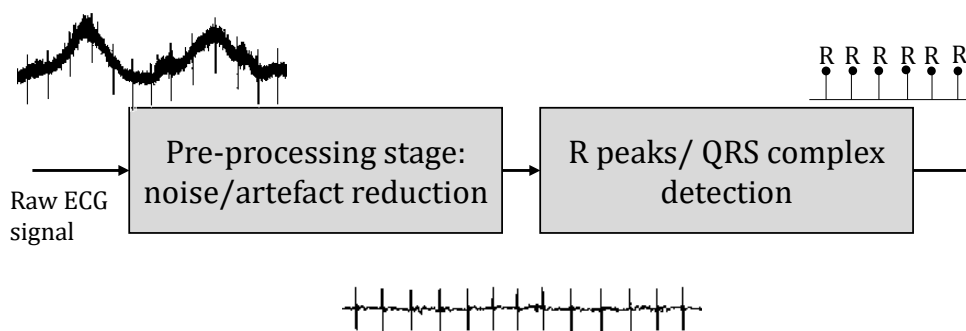 R R R R R R
Pre-processing stage:
noise/artefact reduction
R peaks/ QRS complex
detection
Raw ECG
signal